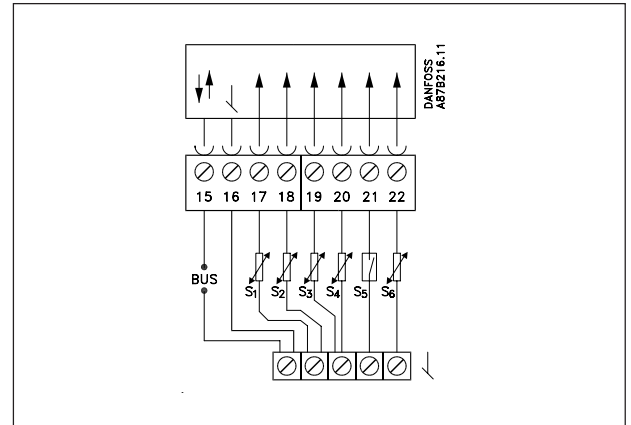 DANFOSS
A87B216.11
15 16 17 18 19 20 21 22
BUS
S1 S2 S3 S4 S5 S6